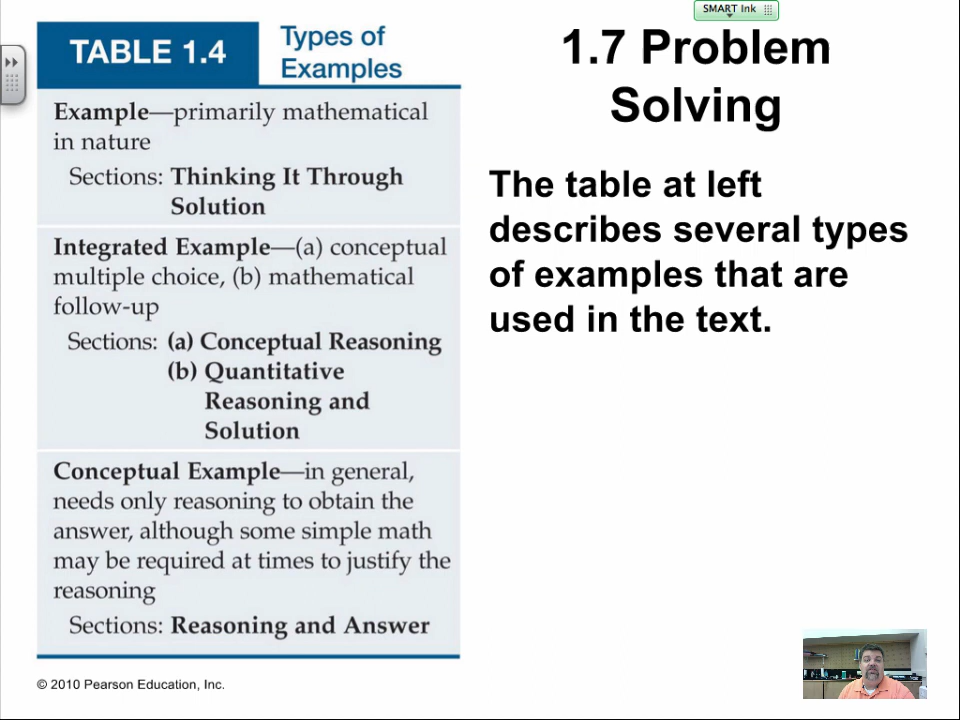 SMART Ink
TABLE 1.4
Types of
Examples
Example—primarily mathematical
in nature
Sections: Thinking It Through
Solution
Integrated Example—(a) conceptual
multiple choice, (b) mathematical
follow-up
Sections: (a) Conceptual Reasoning
(b) Quantitative
Reasoning and
Solution
Conceptual Example—in general,
needs only reasoning to obtain the
answer, although some simple math
may be required at times to justify the
reasoning
Sections: Reasoning and Answer
© 2010 Pearson Education, Inc.
1.7 Problem
Solving
The table at left
describes several types
of examples that are
used in the text.